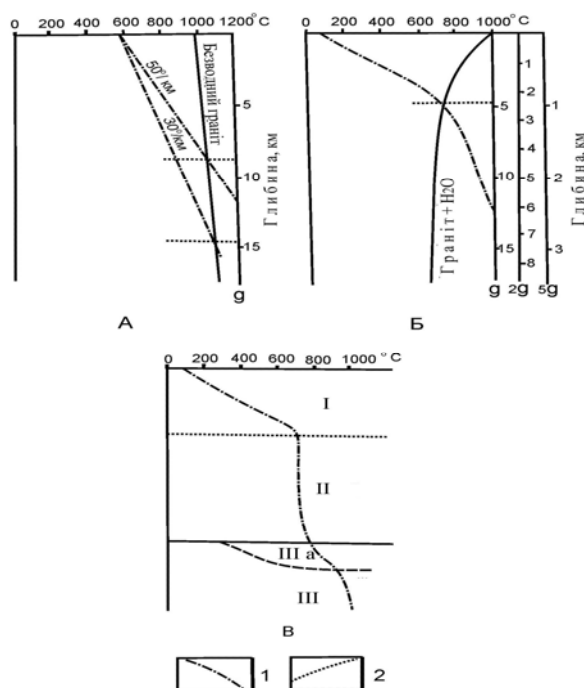 0 200 400 600 800 1000 1200°C
50°/ км
30°/км
Безводний граніт
5
10
15
Глибина, км
g
А
0 200 400 600 800 1000°C
Граніт + H2O
5
10
15
g
1
2
3
4
5
6
7
8
2g
1
2
3
5g
Глибина, км
Б
0 200 400 600 800 1000 °C
I
II
III а
III
В
1
2